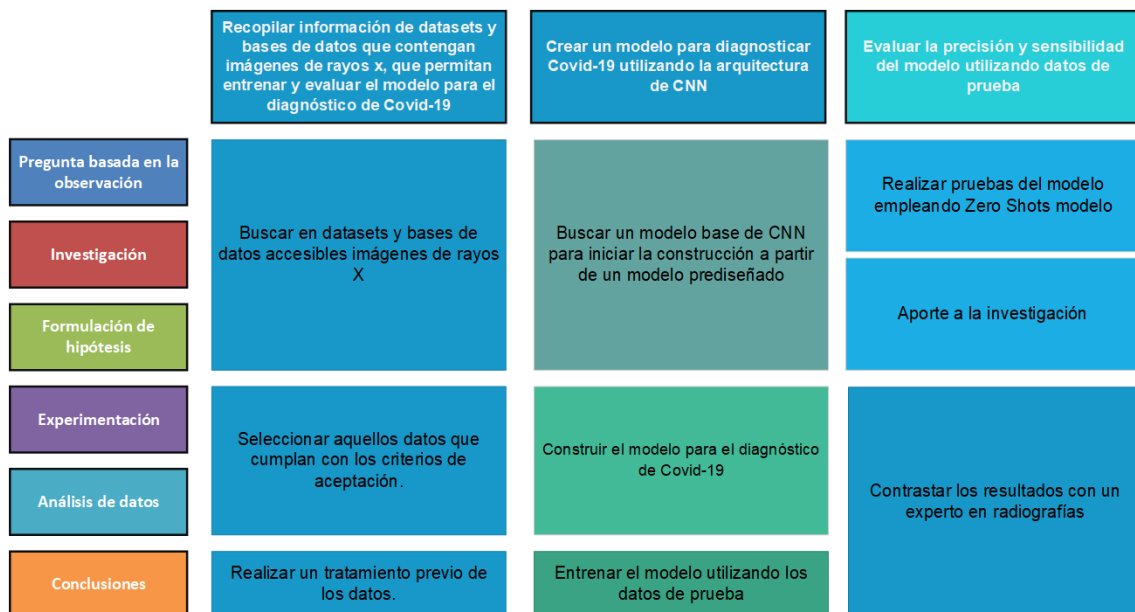 Recopilar información de datasets y
bases de datos que contengan
imágenes de rayos x, que permitan
entrenar y evaluar el modelo para el
diagnóstico de Covid-19
Crear un modelo para diagnosticar
Covid-19 utilizando la arquitectura
de CNN
Evaluar la precisión y sensibilidad
del modelo utilizando datos de
prueba
Pregunta basada en la
observación
Investigación
Formulación de
hipótesis
Experimentación
Análisis de datos
Conclusiones
Buscar en datasets y bases de
datos accesibles imágenes de rayos
X
Seleccionar aquellos datos que
cumplan con los criterios de
aceptación.
Realizar un tratamiento previo de
los datos.
Buscar un modelo base de CNN
para iniciar la construcción a partir
de un modelo prediseñado
Construir el modelo para el diagnóstico
de Covid-19
Entrenar el modelo utilizando los
datos de prueba
Realizar pruebas del modelo
empleando Zero Shots modelo
Aporte a la investigación
Contrastar los resultados con un
experto en radiografías